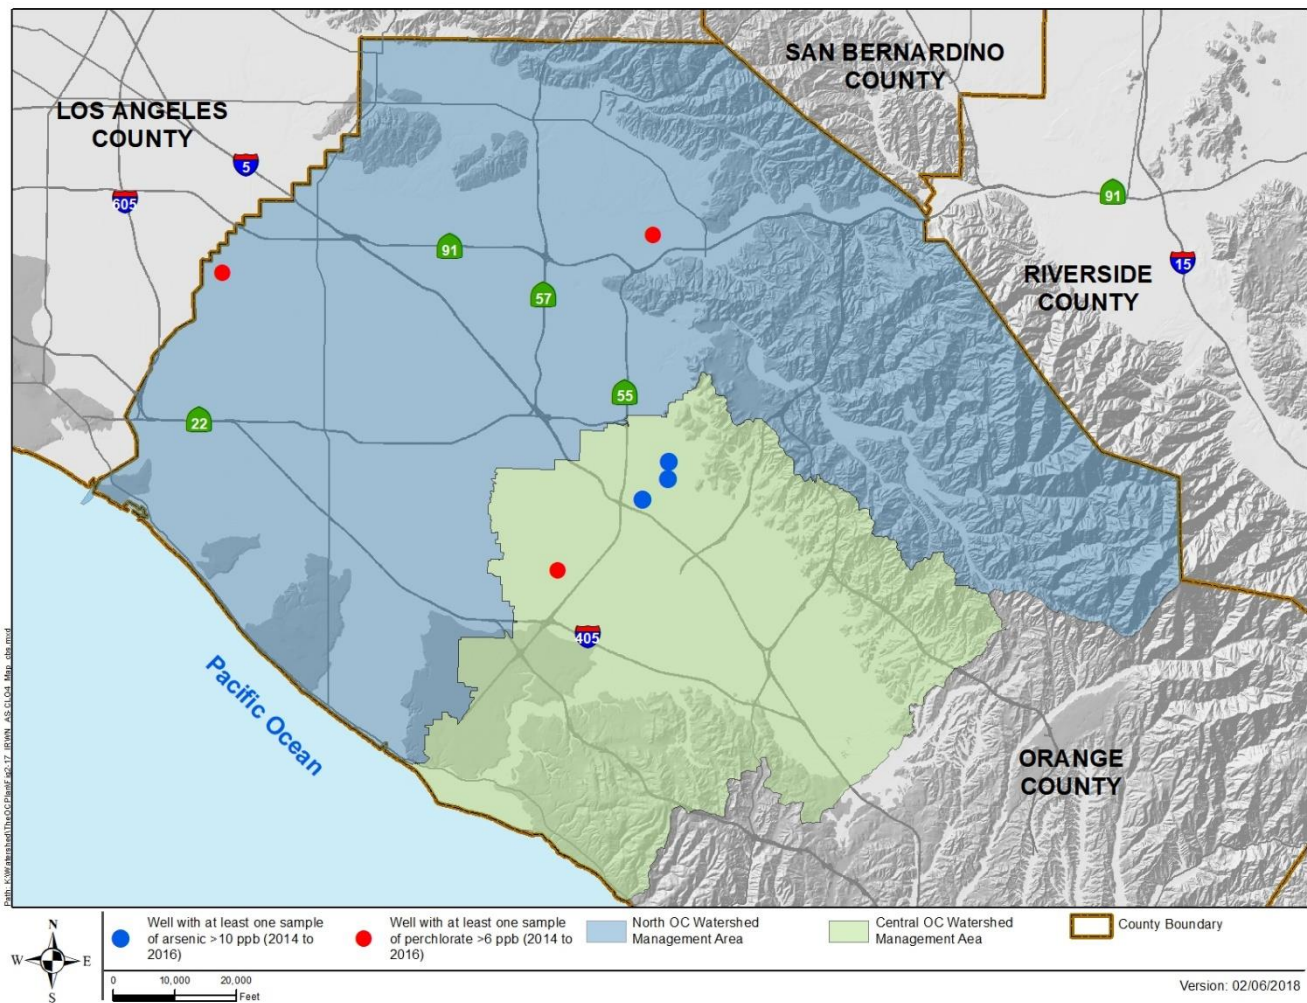 SAN BERNARDINO
COUNTY
LOS ANGELES
COUNTY
5
605
91
91
RIVERSIDE
COUNTY
15
57
55
22
405
Pacific Ocean
ORANGE
COUNTY
N
W
E
S
Well with at least one sample
of arsenic >10 ppb (2014 to
2016)
Well with at least one sample
of perchlorate >6 ppb (2014 to
2016)
North OC Watershed
Management Area
Central OC Watershed
Management Aea
County Boundary
0 10,000 20,000
Feet
Version: 02/06/2018